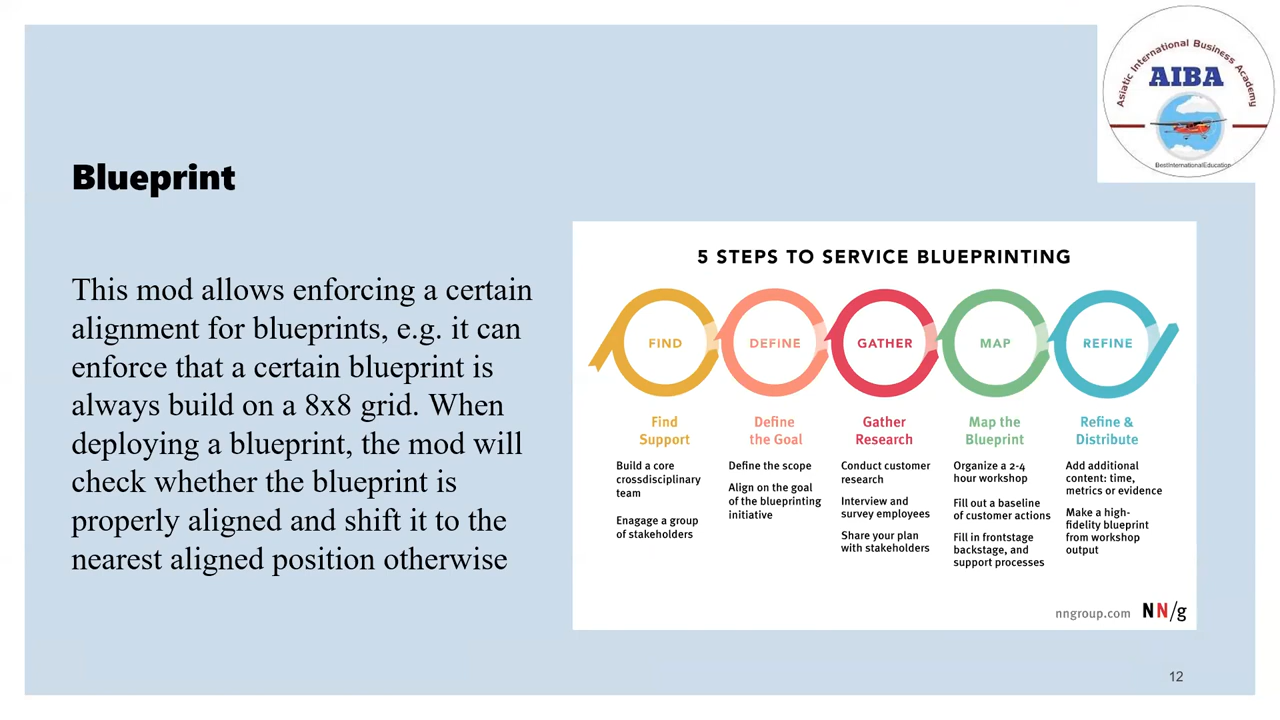 Asiatic International Business Academy
AIBA
BestInternationalEducation
Blueprint
This mod allows enforcing a certain
alignment for blueprints, e.g. it can
enforce that a certain blueprint is
always build on a 8x8 grid. When
deploying a blueprint, the mod will
check whether the blueprint is
properly aligned and shift it to the
nearest aligned position otherwise
5 STEPS TO SERVICE BLUEPRINTING
FIND
DEFINE
GATHER
MAP
REFINE
Find
Support
Build a core
crossdisciplinary
team
Enagage a group
of stakeholders
Define
the Goal
Define the scope
Align on the goal
of the blueprinting
initiative
Gather
Research
Conduct customer
research
Interview and
survey employees
Share your plan
with stakeholders
Map the
Blueprint
Organize a 2-4
hour workshop
Fill out a baseline
of customer actions
Fill in frontstage
backstage, and
support processes
Refine &
Distribute
Add additional
content: time,
metrics or evidence
Make a high-
fidelity blueprint
from workshop
output
nngroup.com NN/g
12